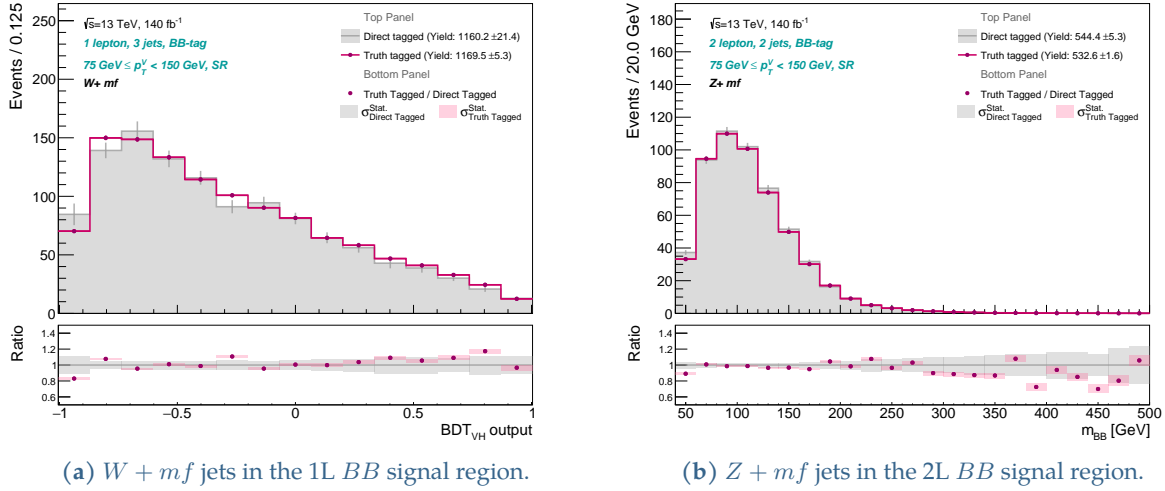 Events / 0.125
260
250
200
150
100
50
0
√s=13 TeV, 140 fb⁻¹
1 lepton, 3 jets, BB-tag
75 GeV ≤ p_T^V < 150 GeV, SR
W+ mf
Top Panel
Direct tagged (Yield: 1160.2 ±21.4)
Truth tagged (Yield: 1169.5 ±5.3)
Bottom Panel
Truth Tagged / Direct Tagged
σ^Stat._Direct Tagged σ^Stat._Truth Tagged
Ratio
1.4
1.2
1
0.8
0.6
−1 −0.5 0 0.5 1
BDT_VH output
(a) W + mf jets in the 1L BB signal region.
Events / 20.0 GeV
180
160
140
120
100
80
60
40
20
0
√s=13 TeV, 140 fb⁻¹
2 lepton, 2 jets, BB-tag
75 GeV ≤ p_T^V < 150 GeV, SR
Z+ mf
Top Panel
Direct tagged (Yield: 544.4 ±5.3)
Truth tagged (Yield: 532.6 ±1.6)
Bottom Panel
Truth Tagged / Direct Tagged
σ^Stat._Direct Tagged σ^Stat._Truth Tagged
Ratio
1.4
1.2
1
0.8
0.6
50 100 150 200 250 300 350 400 450 500
m_BB [GeV]
(b) Z + mf jets in the 2L BB signal region.